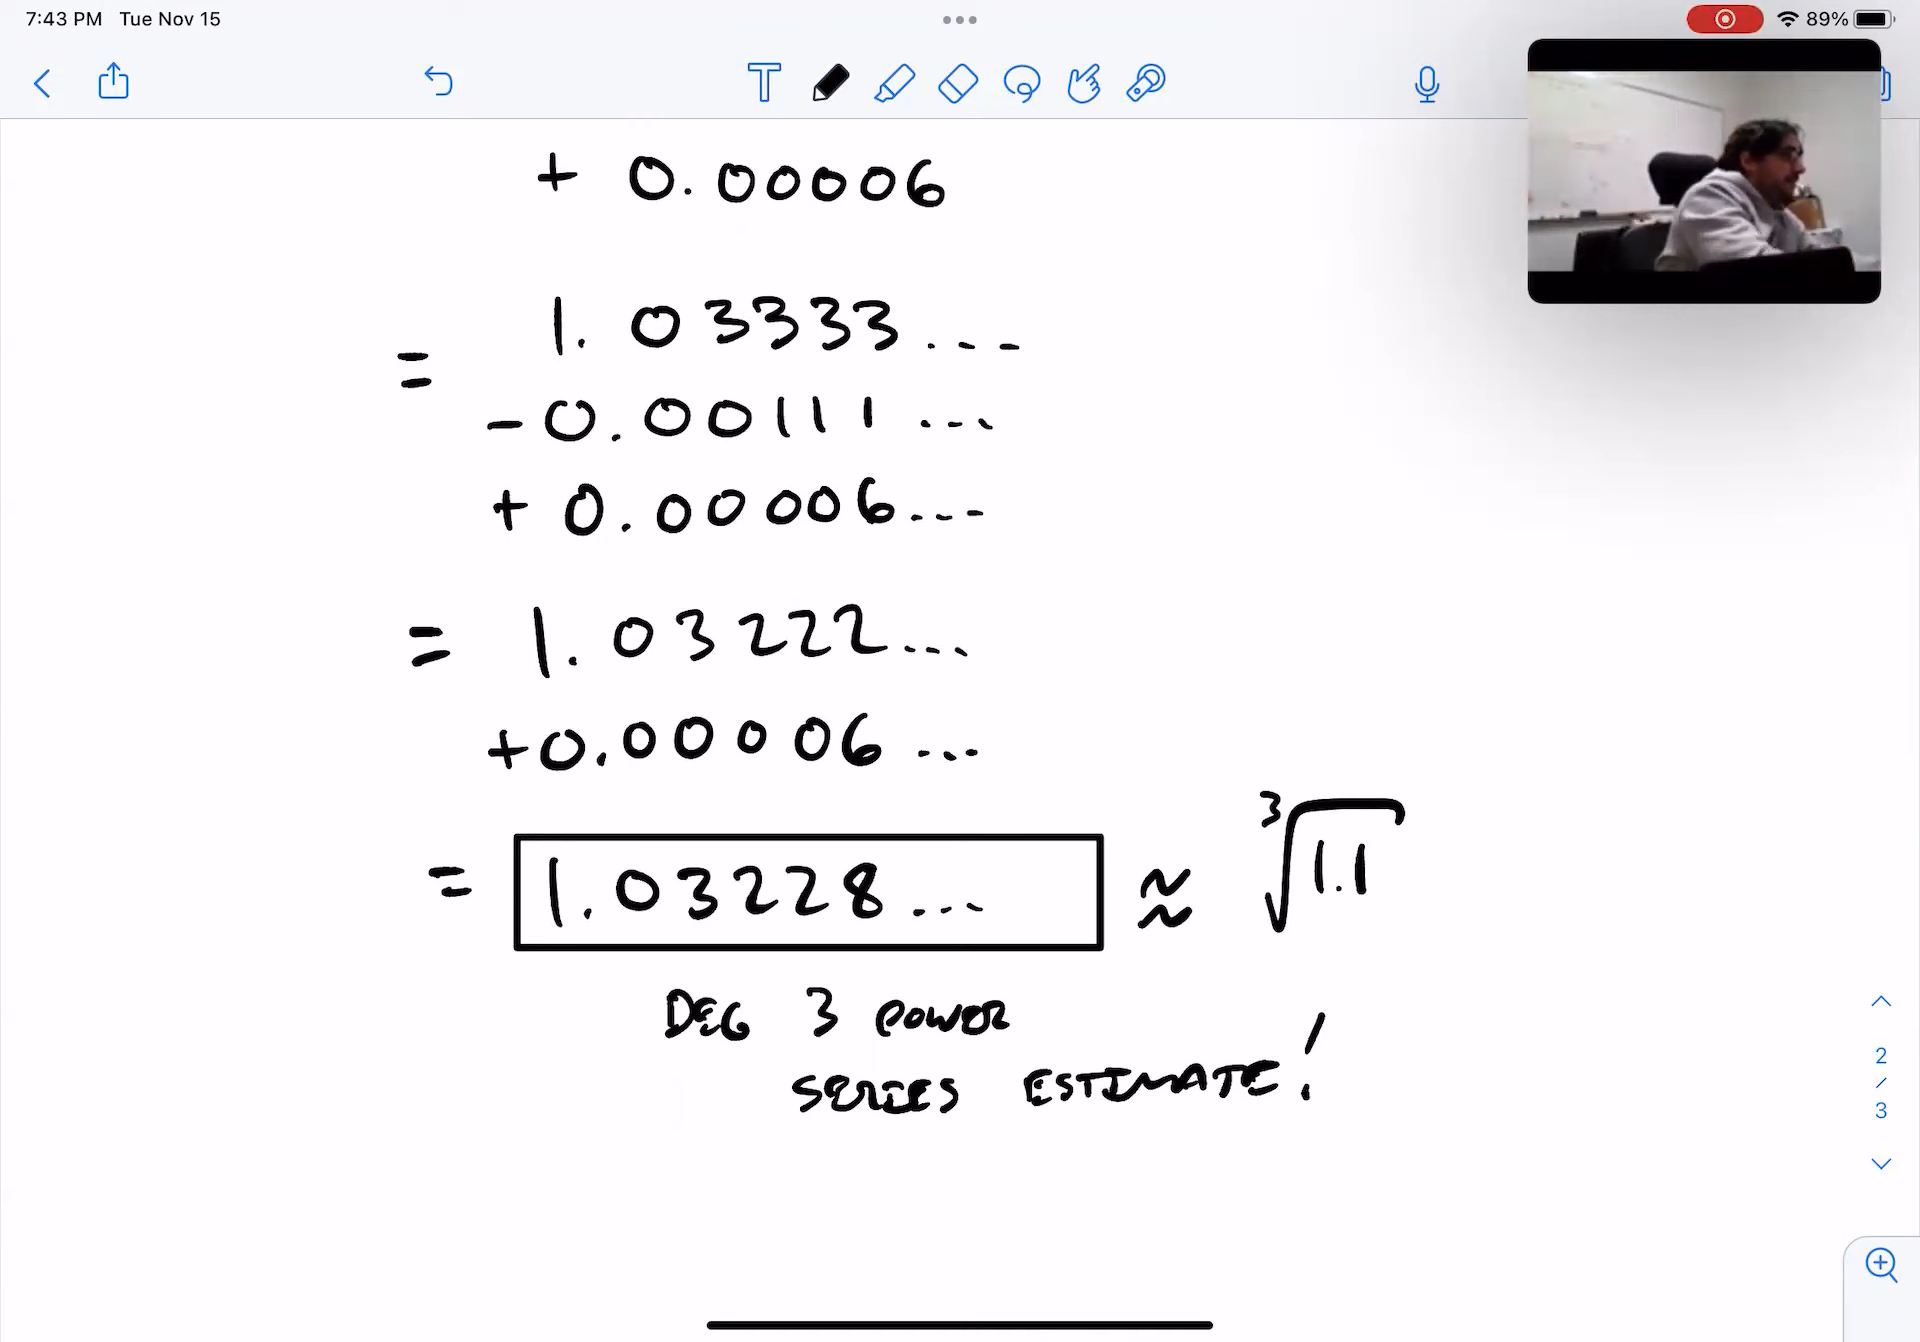 7:43 PM Tue Nov 15
89%
T
+ 0.00006
= 1.03333...
- 0.00111...
+ 0.00006...
= 1.03222...
+0.00006...
= 1.03228... ≈ ∛1.1
DEG 3 POWER
SERIES ESTIMATE!
2
/
3